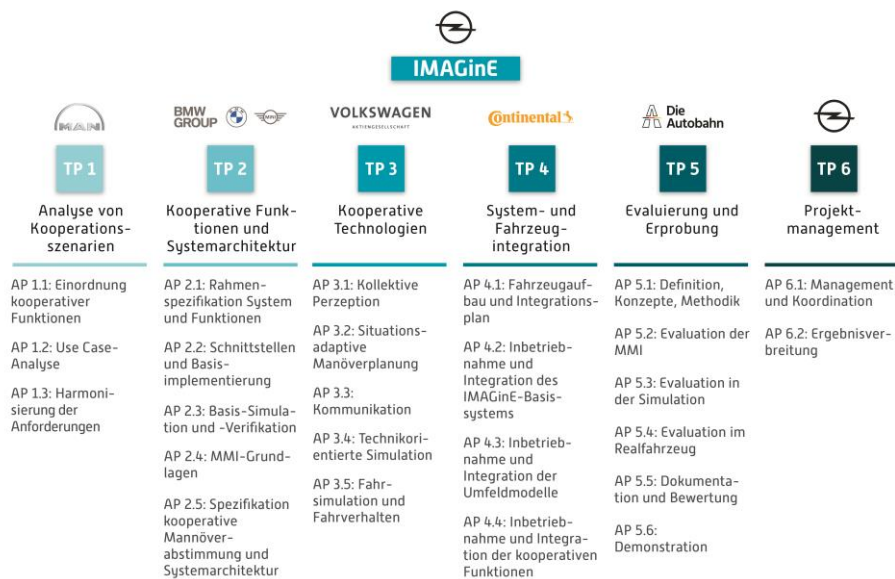 IMAGinE
MAN
BMW
GROUP
MINI
VOLKSWAGEN
AKTIENGESELLSCHAFT
Continental
Die
Autobahn
TP 1
TP 2
TP 3
TP 4
TP 5
TP 6
Analyse von
Kooperations-
szenarien
Kooperative Funk-
tionen und
Systemarchitektur
Kooperative
Technologien
System- und
Fahrzeug-
integration
Evaluierung und
Erprobung
Projekt-
management
AP 1.1: Einordnung
kooperativer
Funktionen
AP 1.2: Use Case-
Analyse
AP 1.3: Harmoni-
sierung der
Anforderungen
AP 2.1: Rahmen-
spezifikation System
und Funktionen
AP 2.2: Schnittstellen
und Basis-
implementierung
AP 2.3: Basis-Simula-
tion und -Verifikation
AP 2.4: MMI-Grund-
lagen
AP 2.5: Spezifikation
kooperative
Mannöver-
abstimmung und
Systemarchitektur
AP 3.1: Kollektive
Perzeption
AP 3.2: Situations-
adaptive
Manöverplanung
AP 3.3:
Kommunikation
AP 3.4: Technikori-
entierte Simulation
AP 3.5: Fahr-
simulation und
Fahrverhalten
AP 4.1: Fahrzeugauf-
bau und Integrations-
plan
AP 4.2: Inbetrieb-
nahme und
Integration des
IMAGinE-Basis-
systems
AP 4.3: Inbetrieb-
nahme und
Integration der
Umfeldmodelle
AP 4.4: Inbetrieb-
nahme und Integra-
tion der kooperativen
Funktionen
AP 5.1: Definition,
Konzepte, Methodik
AP 5.2: Evaluation der
MMI
AP 5.3: Evaluation in
der Simulation
AP 5.4: Evaluation im
Realfahrzeug
AP 5.5: Dokumenta-
tion und Bewertung
AP 5.6:
Demonstration
AP 6.1: Management
und Koordination
AP 6.2: Ergebnisver-
breitung